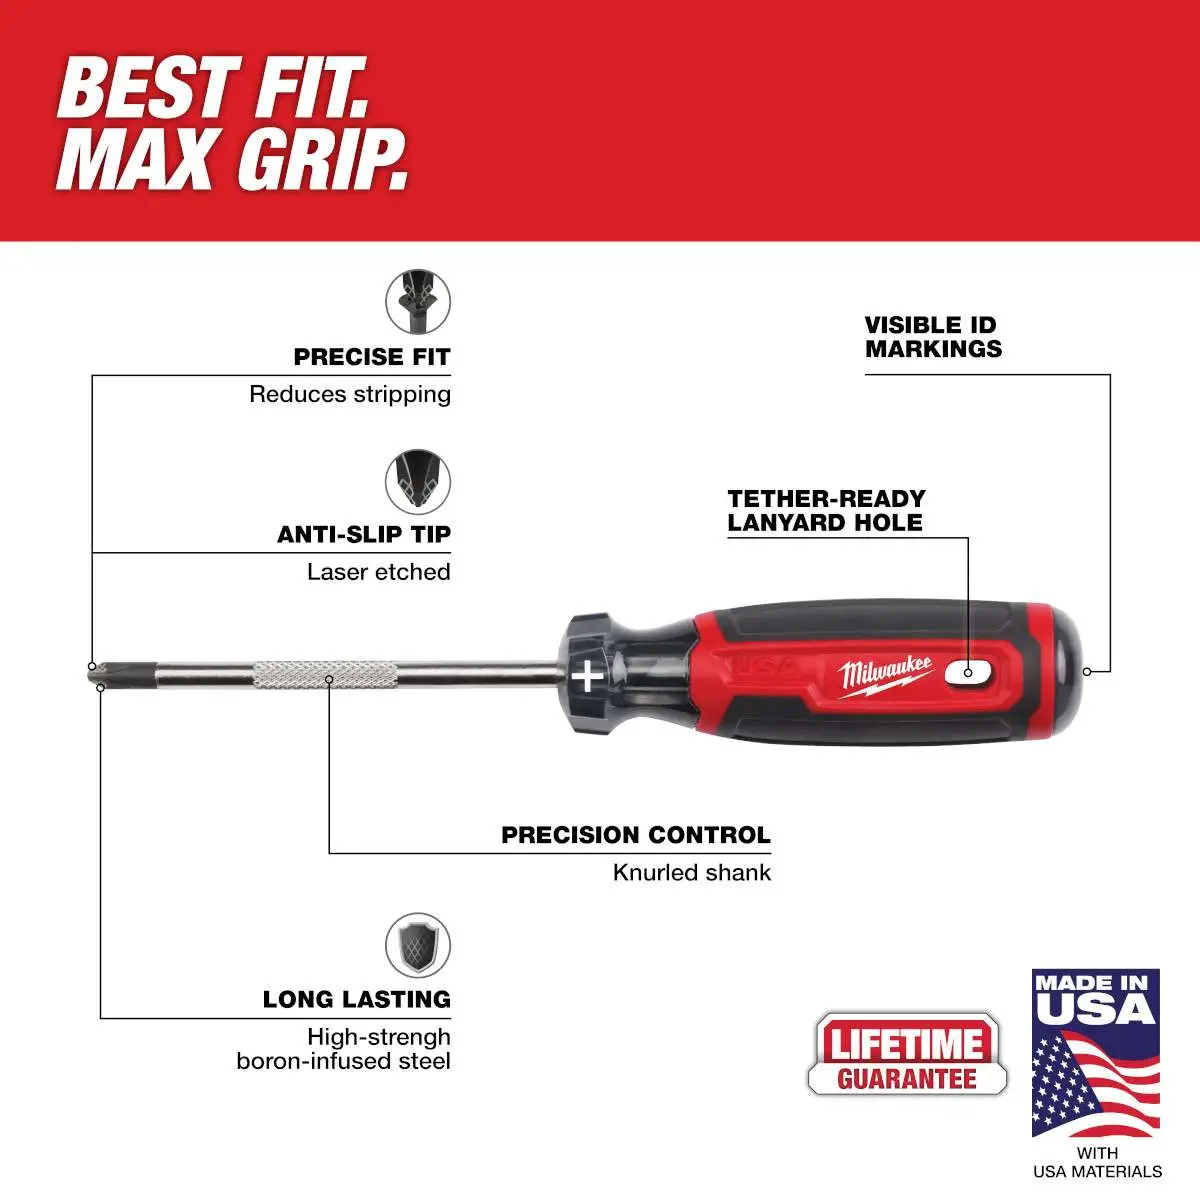 BEST FIT.
MAX GRIP.
PRECISE FIT
Reduces stripping
VISIBLE ID
MARKINGS
ANTI-SLIP TIP
Laser etched
TETHER-READY
LANYARD HOLE
USA
Milwaukee
PRECISION CONTROL
Knurled shank
LONG LASTING
High-strengh
boron-infused steel
LIFETIME
GUARANTEE
MADE IN
USA
WITH
USA MATERIALS